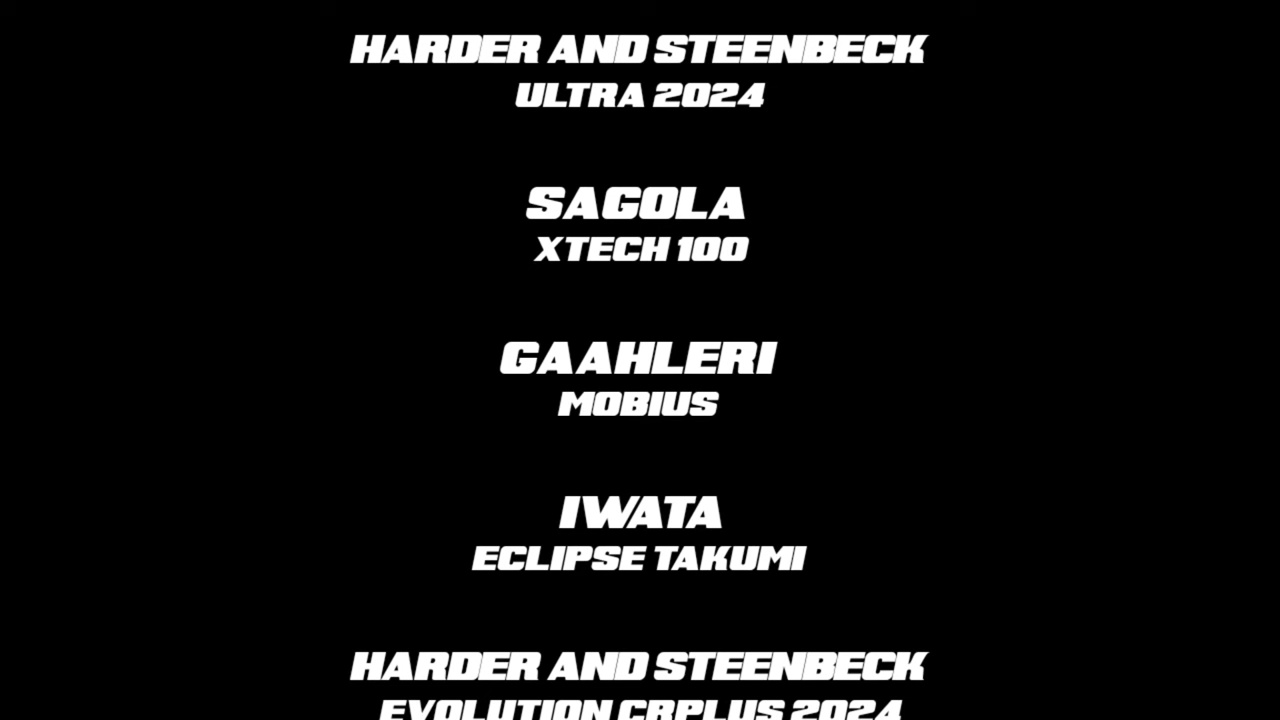 HARDER AND STEENBECK
ULTRA 2024
SAGOLA
XTECH 100
GAAHLERI
MOBIUS
IWATA
ECLIPSE TAKUMI
HARDER AND STEENBECK
EVOLUTION CRPLUS 2024